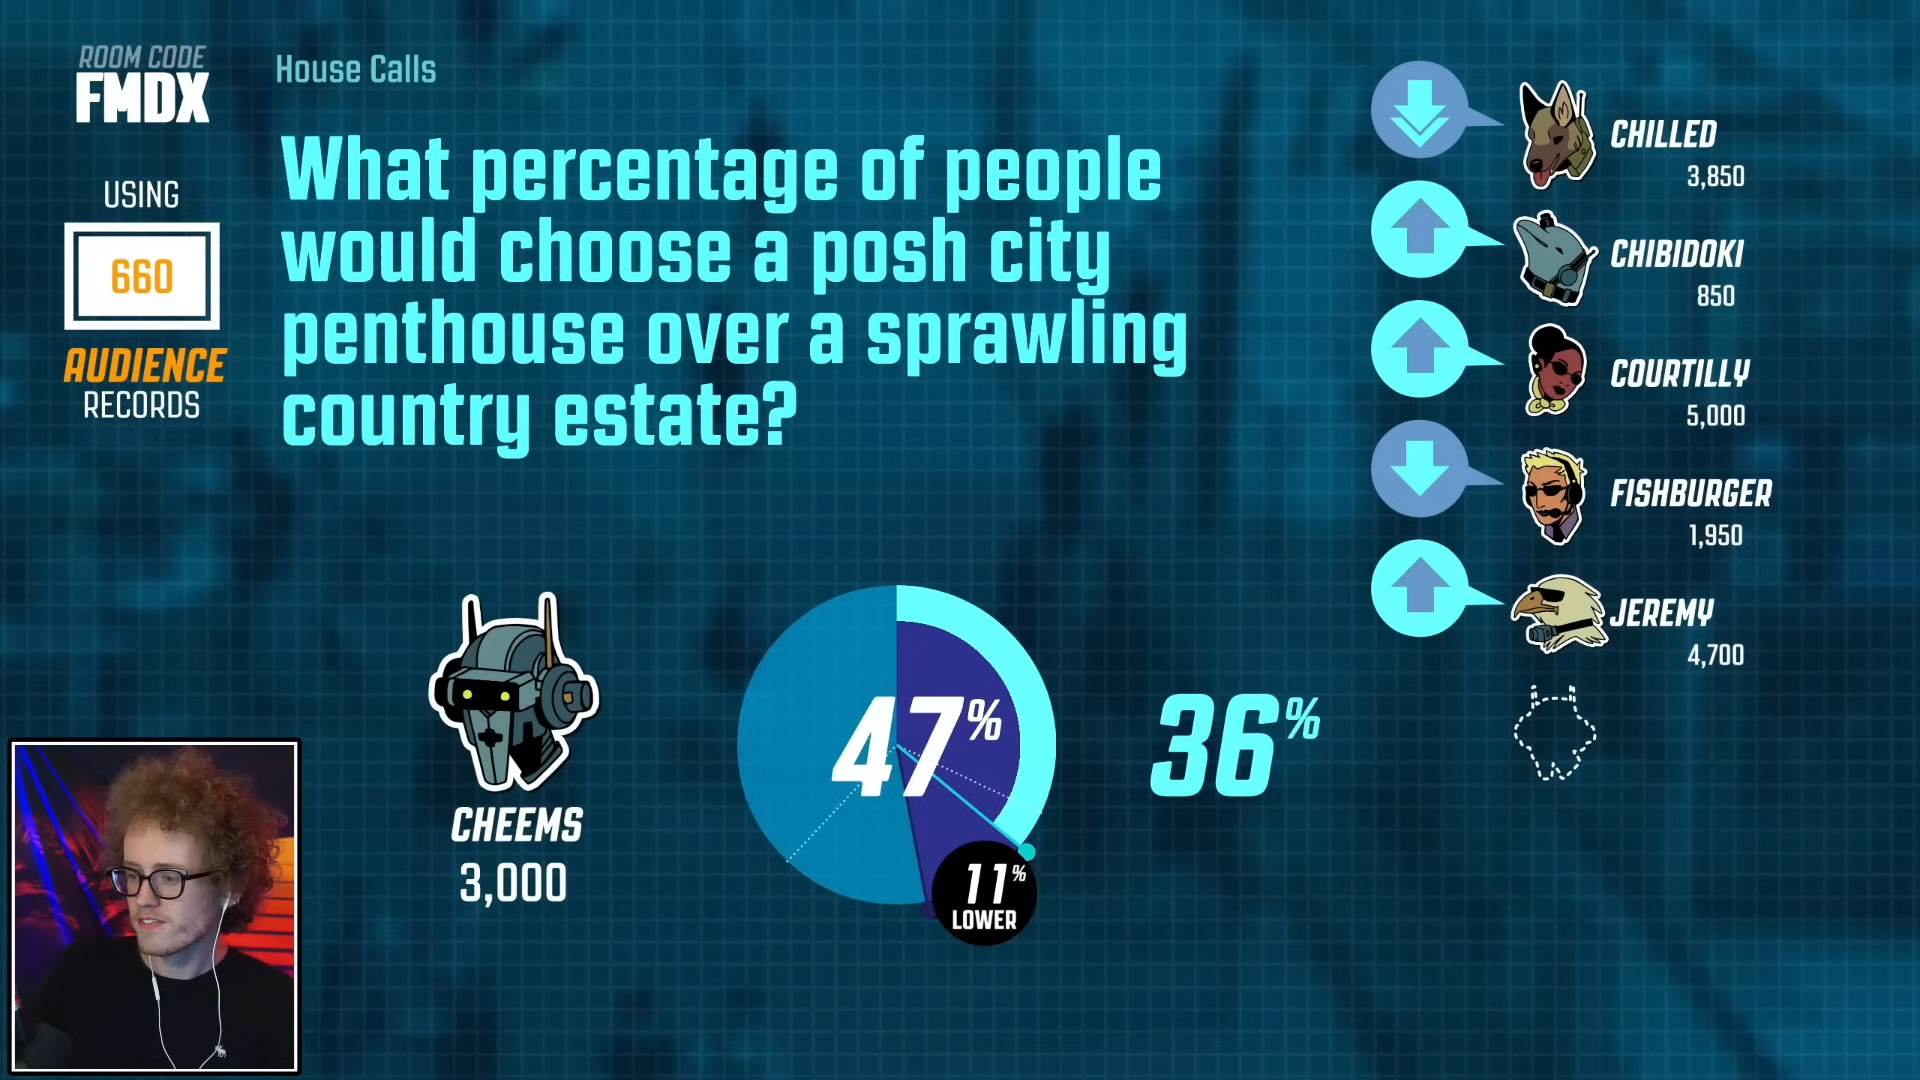 ROOM CODE
FMDX
USING
660
AUDIENCE
RECORDS
House Calls
What percentage of people
would choose a posh city
penthouse over a sprawling
country estate?
CHEEMS
3,000
47%
11%
LOWER
36%
CHILLED
3,850
CHIBIDOKI
850
COURTILLY
5,000
FISHBURGER
1,950
JEREMY
4,700